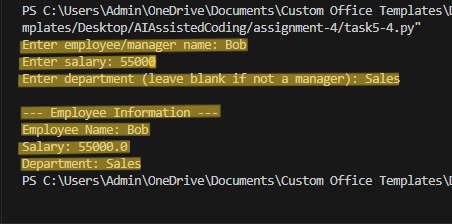 PS C:\Users\Admin\OneDrive\Documents\Custom Office Templates\D
mplates/Desktop/AIAssistedCoding/assignment-4/task5-4.py"
Enter employee/manager name: Bob
Enter salary: 55000
Enter department (leave blank if not a manager): Sales
--- Employee Information ---
Employee Name: Bob
Salary: 55000.0
Department: Sales
PS C:\Users\Admin\OneDrive\Documents\Custom Office Templates\D